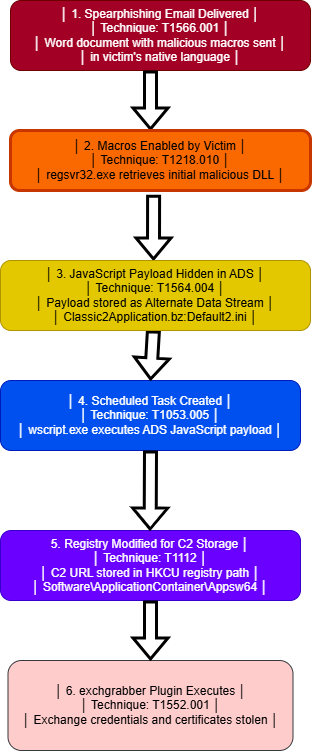 | 1. Spearphishing Email Delivered |
| Technique: T1566.001 |
| Word document with malicious macros sent |
| in victim's native language |
| 2. Macros Enabled by Victim |
| Technique: T1218.010 |
| regsvr32.exe retrieves initial malicious DLL |
| 3. JavaScript Payload Hidden in ADS |
| Technique: T1564.004 |
| Payload stored as Alternate Data Stream |
| Classic2Application.bz:Default2.ini |
| 4. Scheduled Task Created |
| Technique: T1053.005 |
| wscript.exe executes ADS JavaScript payload |
| 5. Registry Modified for C2 Storage |
| Technique: T1112 |
| C2 URL stored in HKCU registry path |
| Software\ApplicationContainer\Appsw64 |
| 6. exchgrabber Plugin Executes |
| Technique: T1552.001 |
| Exchange credentials and certificates stolen |